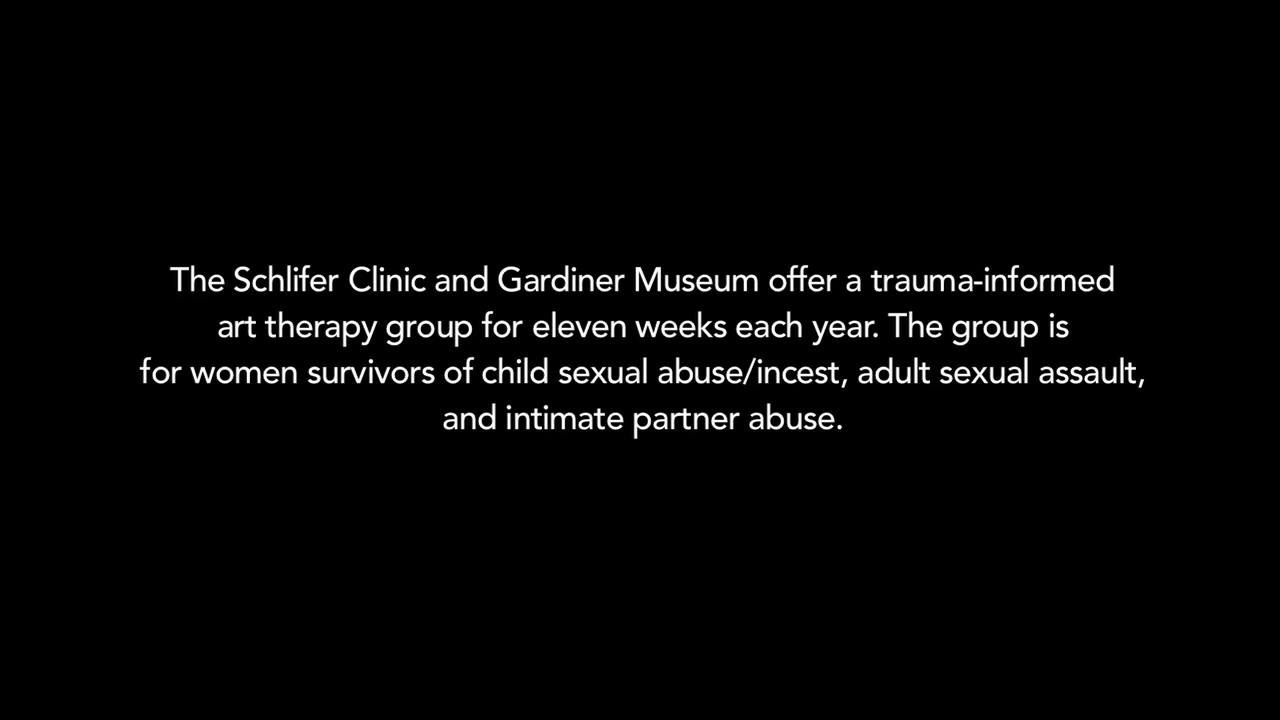 The Schlifer Clinic and Gardiner Museum offer a trauma-informed
art therapy group for eleven weeks each year. The group is
for women survivors of child sexual abuse/incest, adult sexual assault,
and intimate partner abuse.